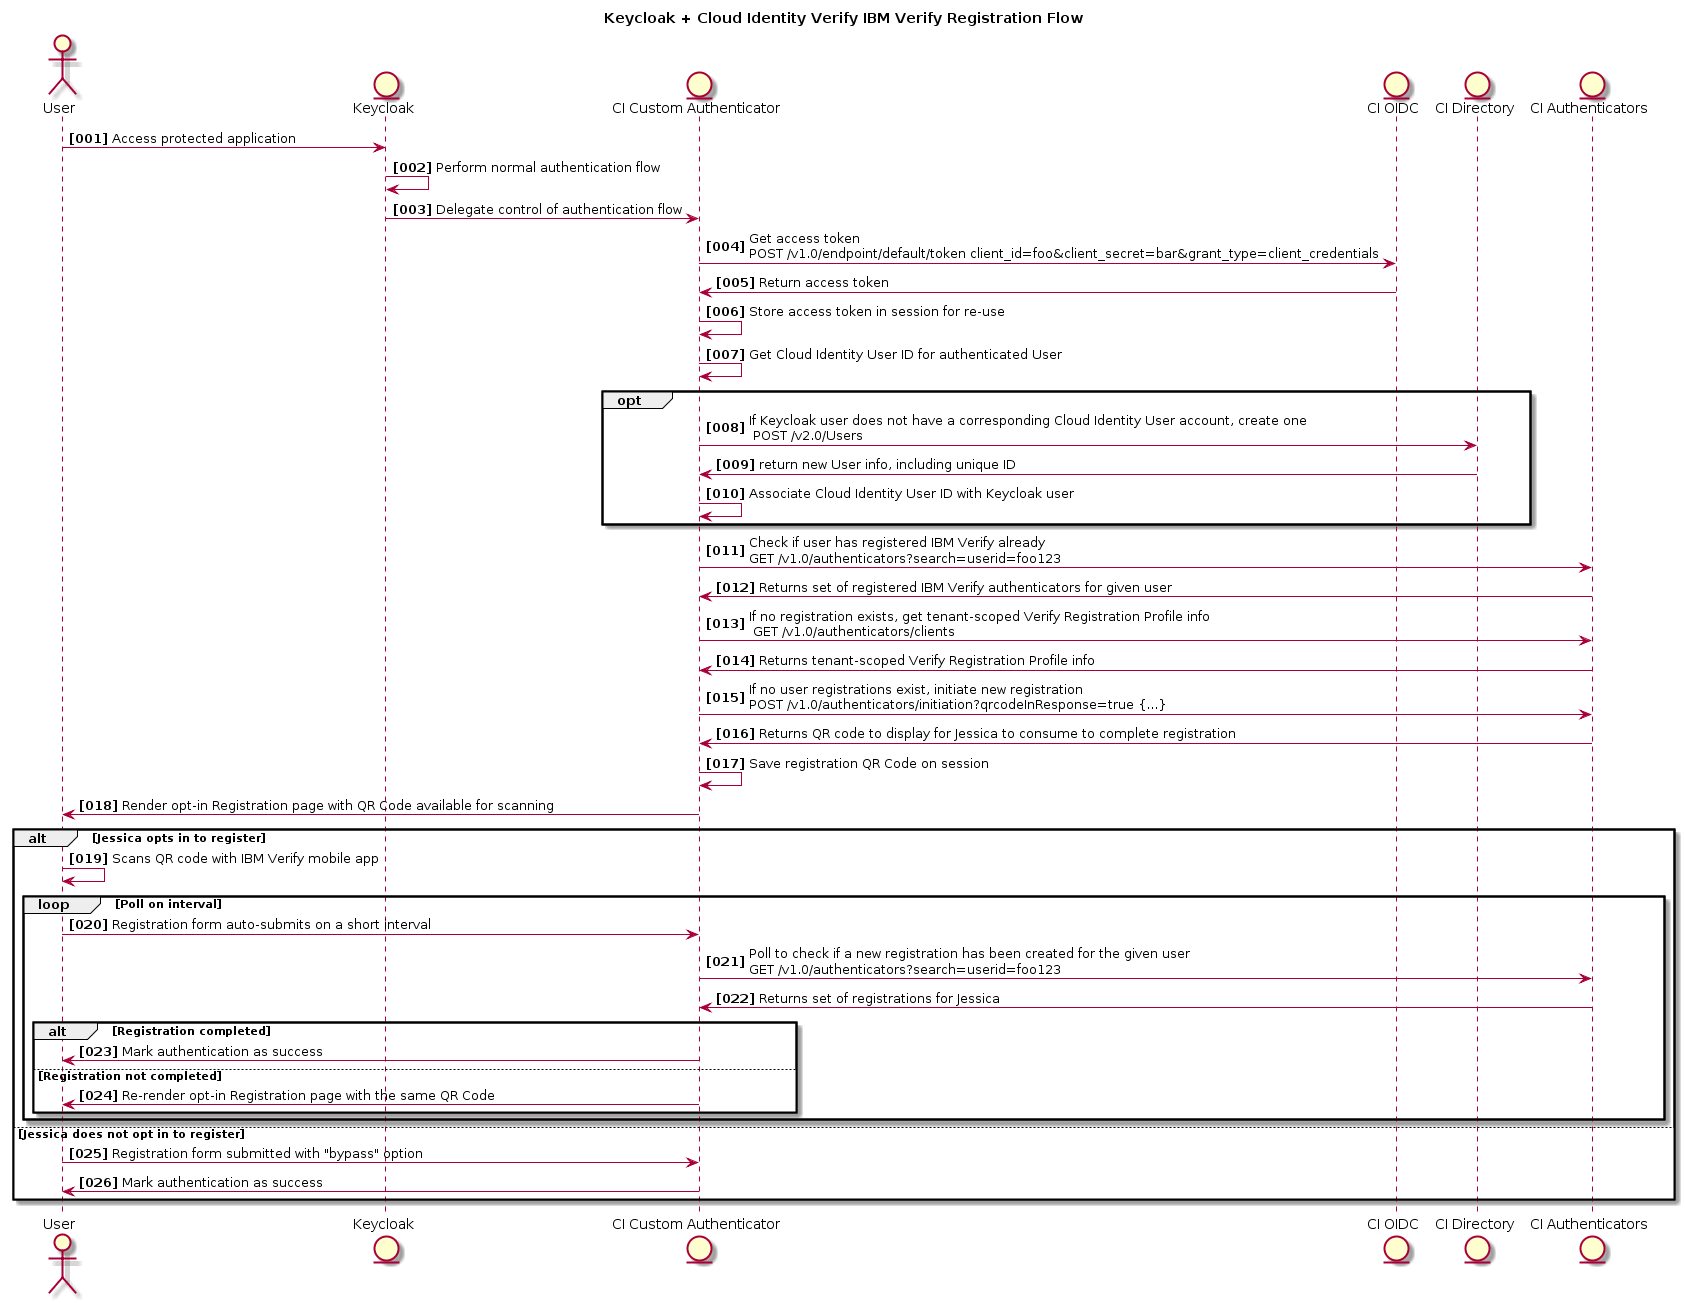 Keycloak + Cloud Identity Verify IBM Verify Registration Flow
User
Keycloak
CI Custom Authenticator
CI OIDC
CI Directory
CI Authenticators
[001] Access protected application
[002] Perform normal authentication flow
[003] Delegate control of authentication flow
[004] Get access token
POST /v1.0/endpoint/default/token client_id=foo&client_secret=bar&grant_type=client_credentials
[005] Return access token
[006] Store access token in session for re-use
[007] Get Cloud Identity User ID for authenticated User
opt
[008] If Keycloak user does not have a corresponding Cloud Identity User account, create one
POST /v2.0/Users
[009] return new User info, including unique ID
[010] Associate Cloud Identity User ID with Keycloak user
[011] Check if user has registered IBM Verify already
GET /v1.0/authenticators?search=userid=foo123
[012] Returns set of registered IBM Verify authenticators for given user
[013] If no registration exists, get tenant-scoped Verify Registration Profile info
GET /v1.0/authenticators/clients
[014] Returns tenant-scoped Verify Registration Profile info
[015] If no user registrations exist, initiate new registration
POST /v1.0/authenticators/initiation?qrcodeInResponse=true {...}
[016] Returns QR code to display for Jessica to consume to complete registration
[017] Save registration QR Code on session
[018] Render opt-in Registration page with QR Code available for scanning
alt [Jessica opts in to register]
[019] Scans QR code with IBM Verify mobile app
loop [Poll on interval]
[020] Registration form auto-submits on a short interval
[021] Poll to check if a new registration has been created for the given user
GET /v1.0/authenticators?search=userid=foo123
[022] Returns set of registrations for Jessica
alt [Registration completed]
[023] Mark authentication as success
[Registration not completed]
[024] Re-render opt-in Registration page with the same QR Code
[Jessica does not opt in to register]
[025] Registration form submitted with "bypass" option
[026] Mark authentication as success
User
Keycloak
CI Custom Authenticator
CI OIDC
CI Directory
CI Authenticators